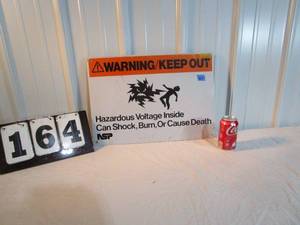 WARNING/KEEP OUT
Hazardous Voltage Inside
Can Shock, Burn, Or Cause Death
NSP
164